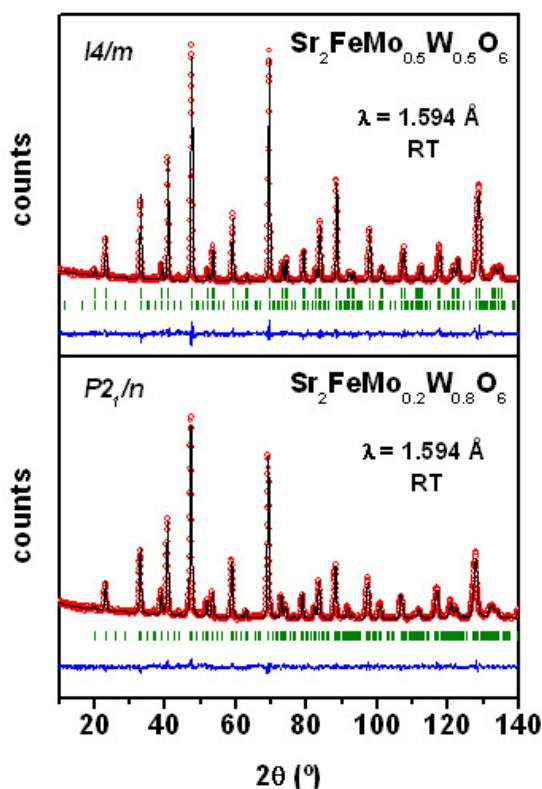 I4/m
Sr₂FeMo₀.₅W₀.₅O₆
λ = 1.594 Å
RT
counts
P2₁/n
Sr₂FeMo₀.₂W₀.₈O₆
λ = 1.594 Å
RT
counts
20 40 60 80 100 120 140
2θ (º)